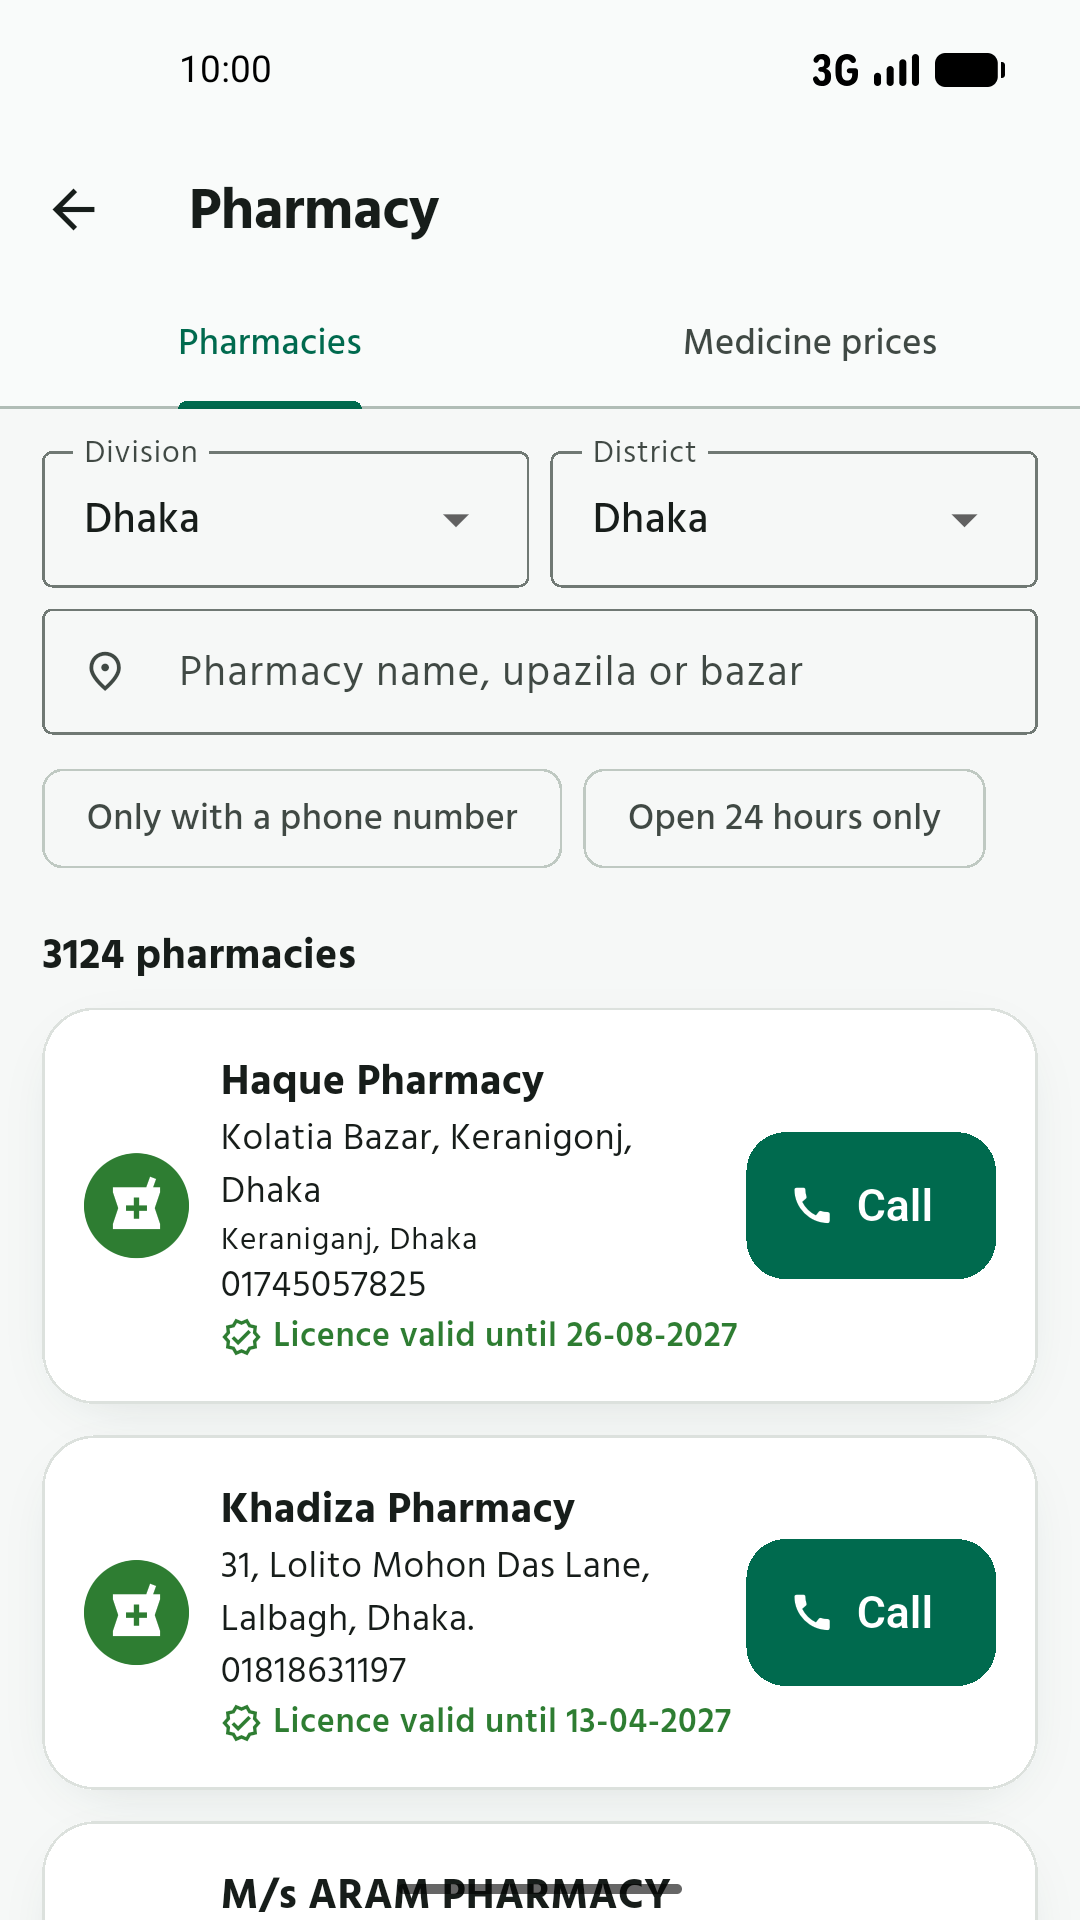 10:00
3G
Pharmacy
Pharmacies
Medicine prices
Division
District
Dhaka
Dhaka
Pharmacy name, upazila or bazar
Only with a phone number
Open 24 hours only
3124 pharmacies
Haque Pharmacy
Kolatia Bazar, Keranigonj,
Dhaka
Keraniganj, Dhaka
01745057825
Licence valid until 26-08-2027
Call
Khadiza Pharmacy
31, Lolito Mohon Das Lane,
Lalbagh, Dhaka.
01818631197
Licence valid until 13-04-2027
Call
M/s ARAM PHARMACY